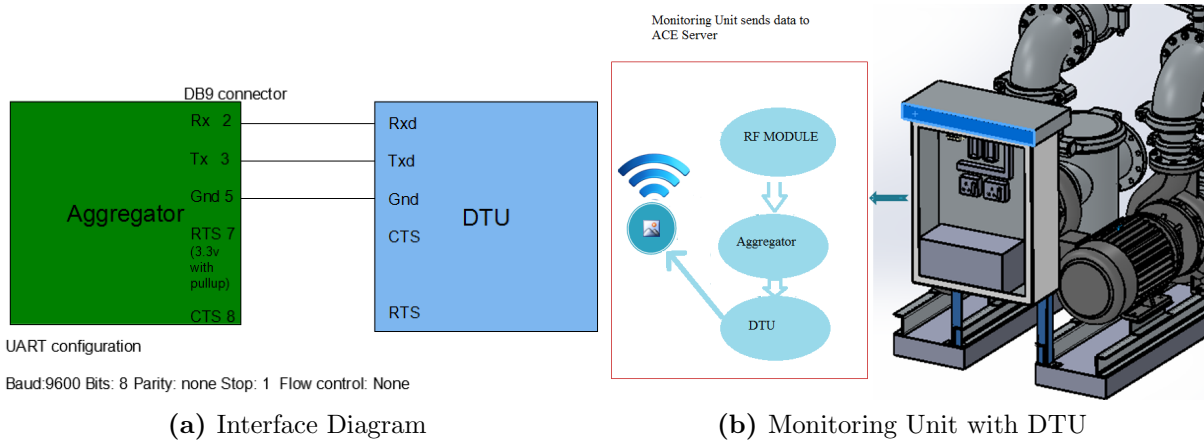 DB9 connector
Rx 2
Tx 3
Gnd 5
Aggregator
RTS 7
(3.3v
with
pullup)
CTS 8
Rxd
Txd
Gnd
DTU
CTS
RTS
UART configuration
Baud:9600 Bits: 8 Parity: none Stop: 1 Flow control: None
(a) Interface Diagram
Monitoring Unit sends data to
ACE Server
RF MODULE
Aggregator
DTU
(b) Monitoring Unit with DTU